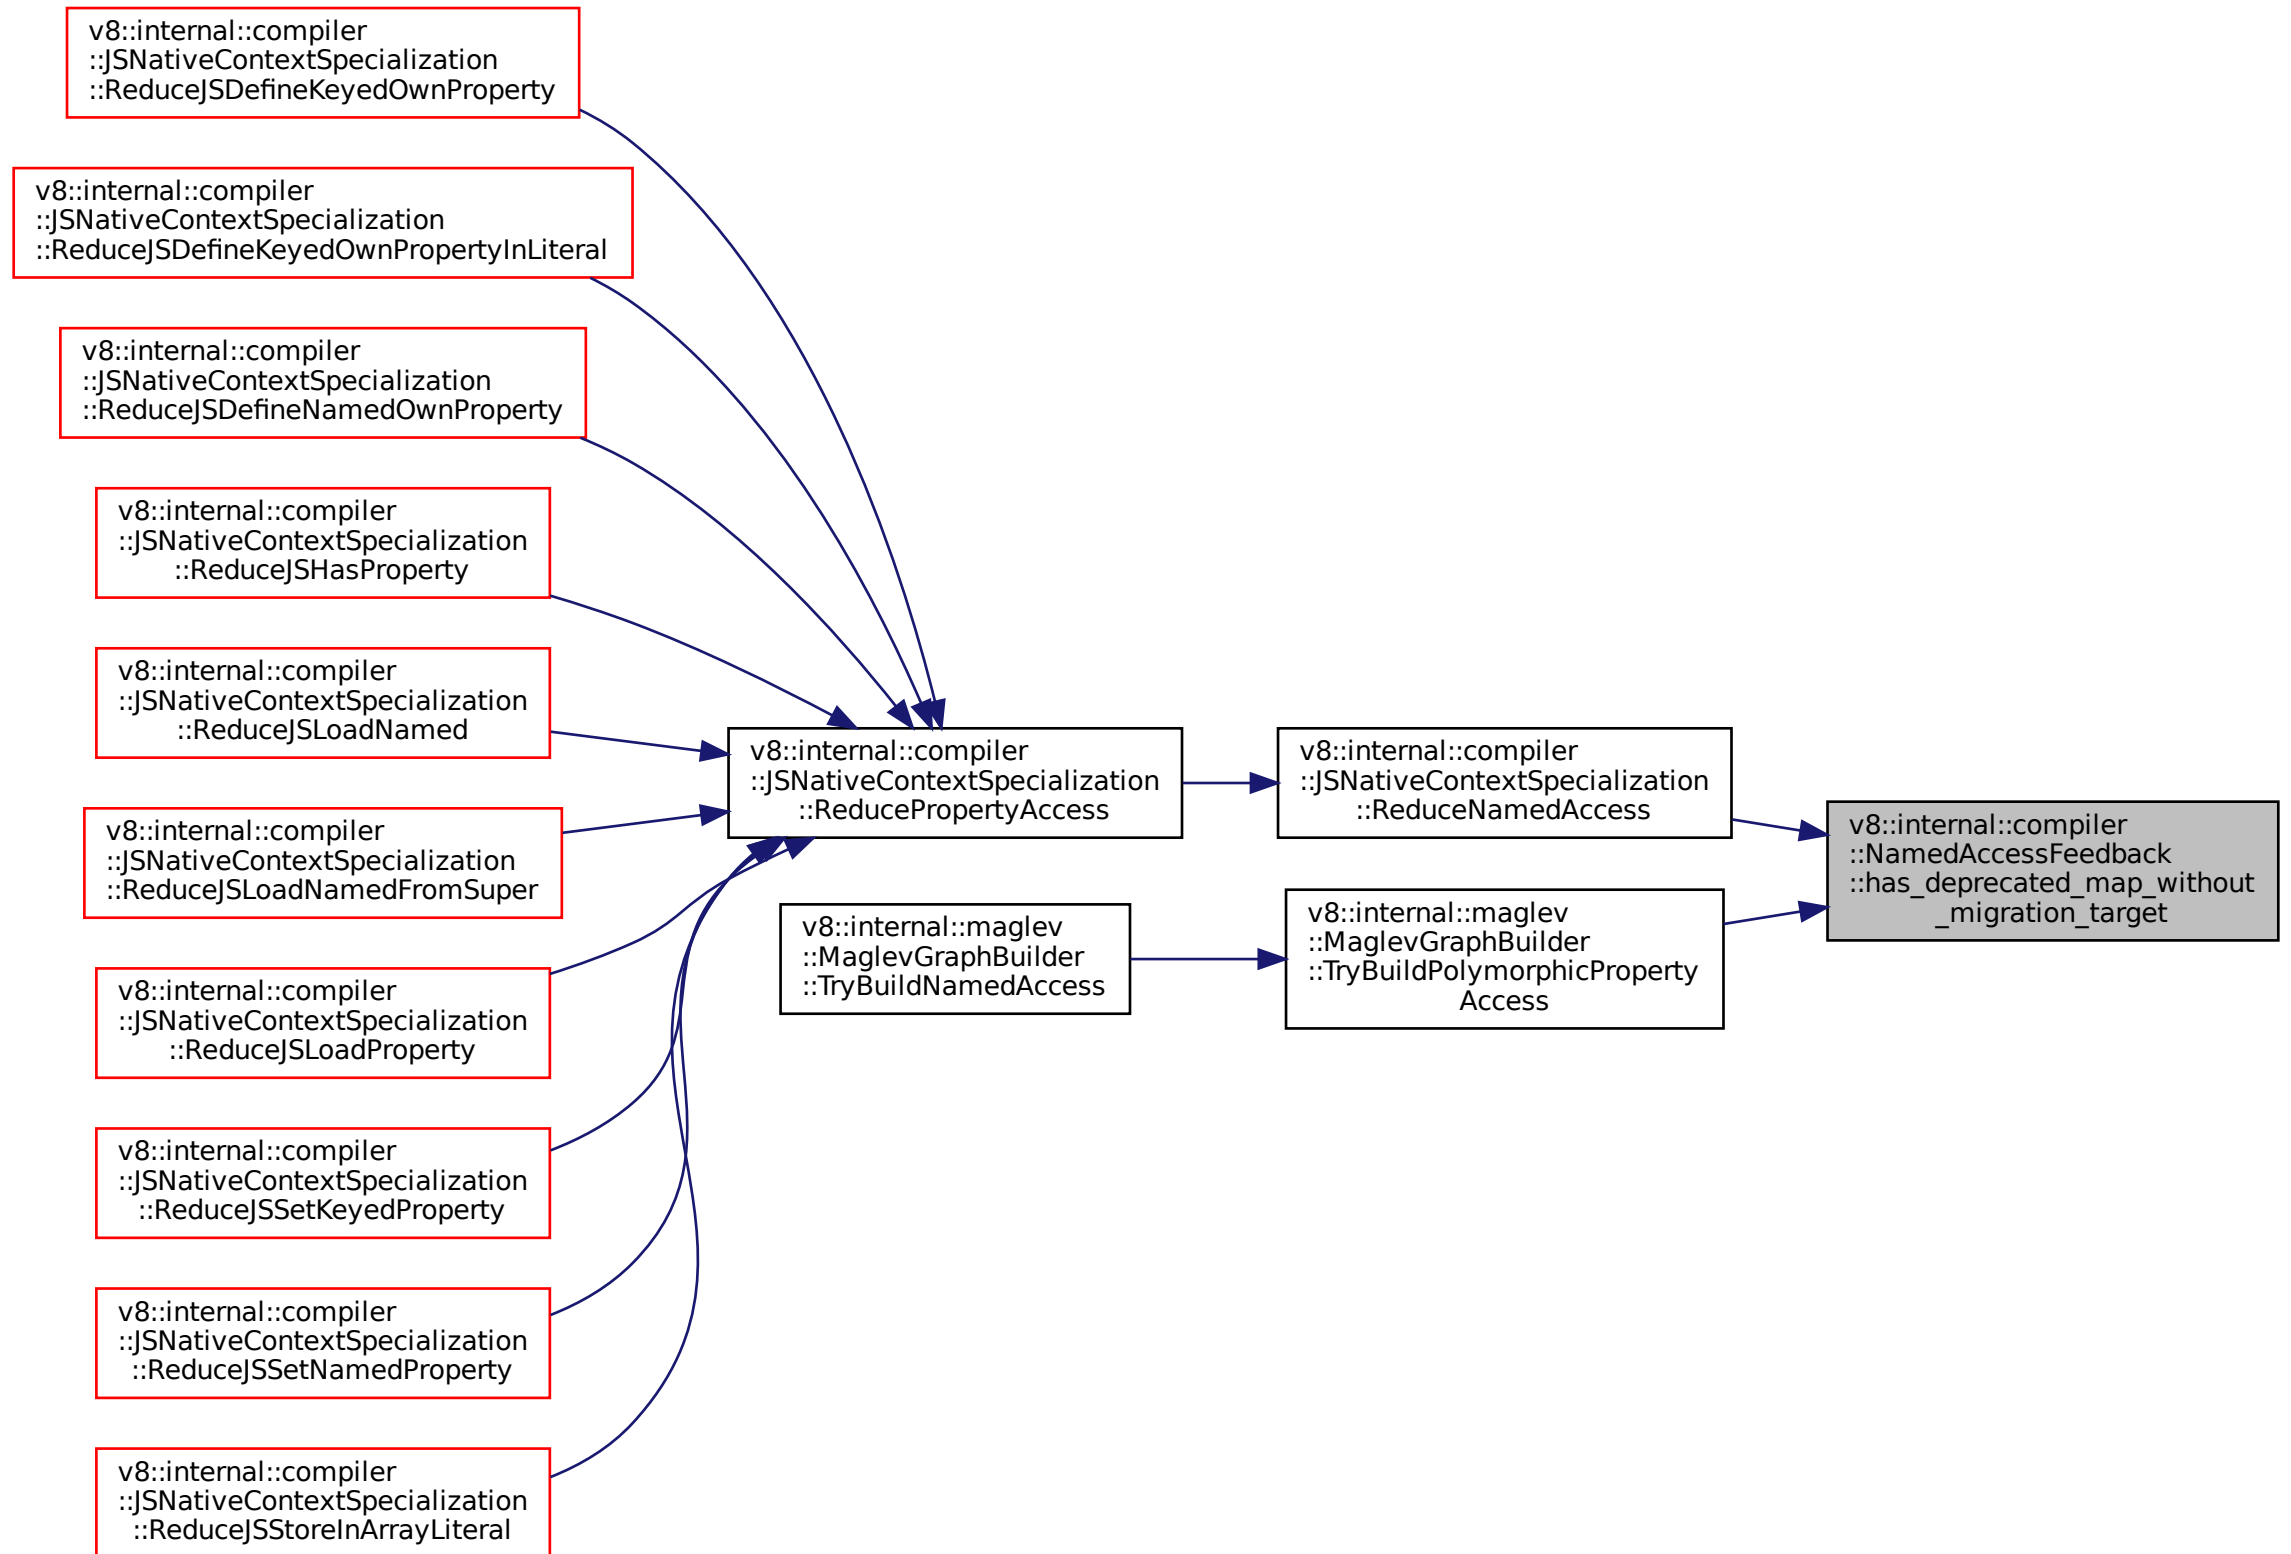 v8::internal::compiler
::JSNativeContextSpecialization
::ReduceJSDefineKeyedOwnProperty
v8::internal::compiler
::JSNativeContextSpecialization
::ReduceJSDefineKeyedOwnPropertyInLiteral
v8::internal::compiler
::JSNativeContextSpecialization
::ReduceJSDefineNamedOwnProperty
v8::internal::compiler
::JSNativeContextSpecialization
::ReduceJSHasProperty
v8::internal::compiler
::JSNativeContextSpecialization
::ReduceJSLoadNamed
v8::internal::compiler
::JSNativeContextSpecialization
::ReduceJSLoadNamedFromSuper
v8::internal::compiler
::JSNativeContextSpecialization
::ReduceJSLoadProperty
v8::internal::compiler
::JSNativeContextSpecialization
::ReduceJSSetKeyedProperty
v8::internal::compiler
::JSNativeContextSpecialization
::ReduceJSSetNamedProperty
v8::internal::compiler
::JSNativeContextSpecialization
::ReduceJSStoreInArrayLiteral
v8::internal::compiler
::JSNativeContextSpecialization
::ReducePropertyAccess
v8::internal::maglev
::MaglevGraphBuilder
::TryBuildNamedAccess
v8::internal::compiler
::JSNativeContextSpecialization
::ReduceNamedAccess
v8::internal::maglev
::MaglevGraphBuilder
::TryBuildPolymorphicProperty
Access
v8::internal::compiler
::NamedAccessFeedback
::has_deprecated_map_without
_migration_target